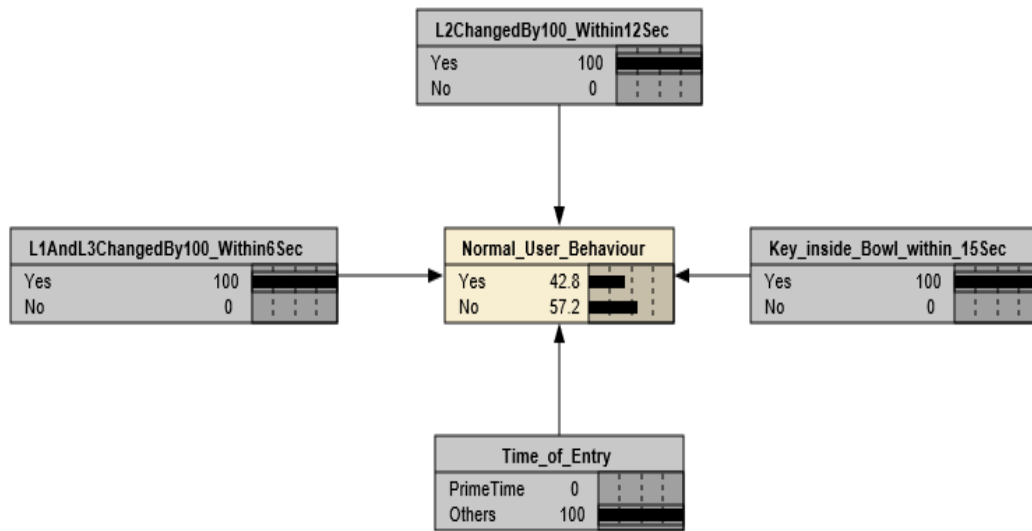 L2ChangedBy100_Within12Sec
Yes 100
No 0
L1AndL3ChangedBy100_Within6Sec
Yes 100
No 0
Normal_User_Behaviour
Yes 42.8
No 57.2
Key_inside_Bowl_within_15Sec
Yes 100
No 0
Time_of_Entry
PrimeTime 0
Others 100